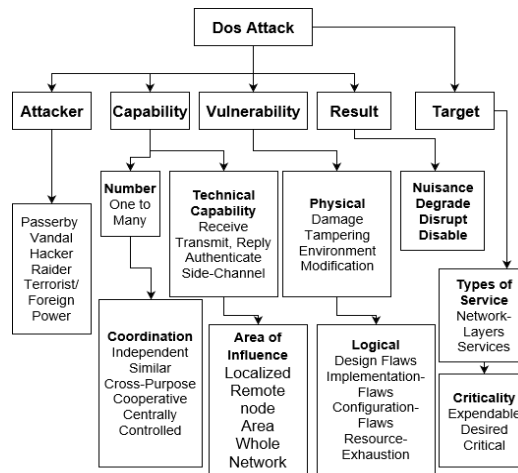 Dos Attack
Attacker
Capability
Vulnerability
Result
Target
Passerby
Vandal
Hacker
Raider
Terrorist/
Foreign
Power
Number
One to
Many
Technical
Capability
Receive
Transmit, Reply
Authenticate
Side-Channel
Physical
Damage
Tampering
Environment
Modification
Nuisance
Degrade
Disrupt
Disable
Types of
Service
Network-
Layers
Services
Coordination
Independent
Similar
Cross-Purpose
Cooperative
Centrally
Controlled
Area of
Influence
Localized
Remote
node
Area
Whole
Network
Logical
Design Flaws
Implementation-
Flaws
Configuration-
Flaws
Resource-
Exhaustion
Criticality
Expendable
Desired
Critical